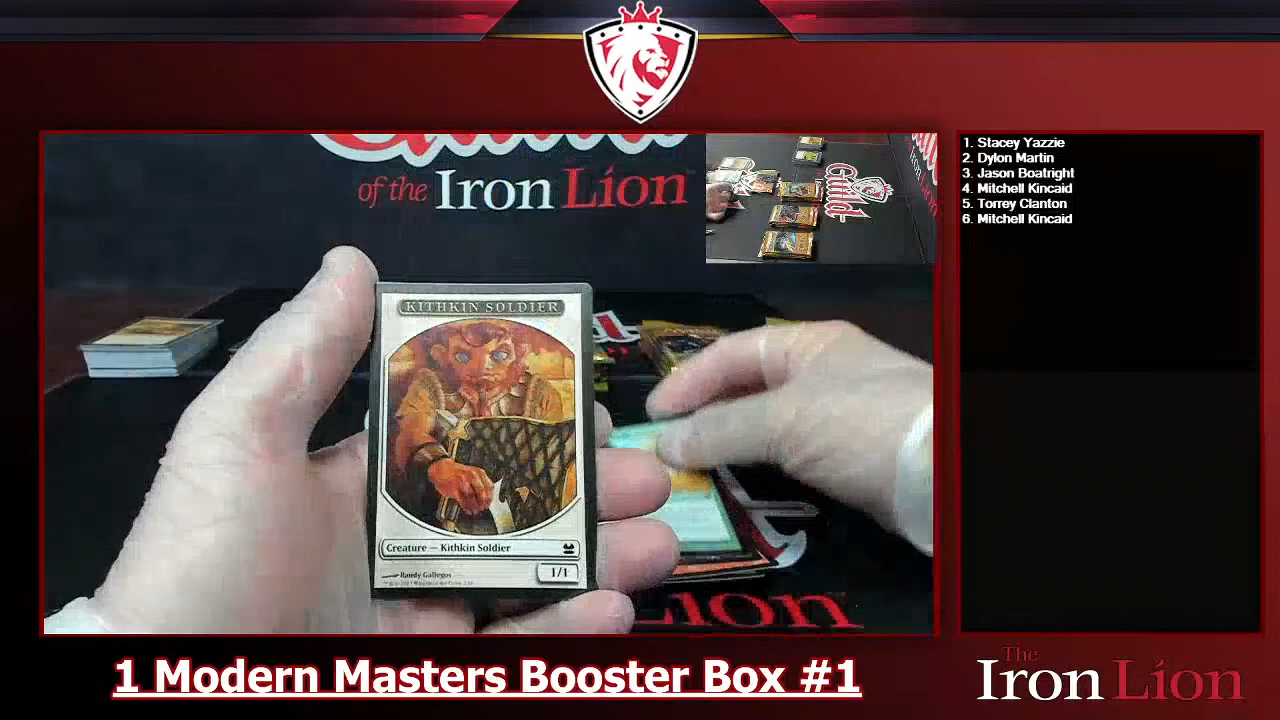 of the Iron Lion
Guild
KITHKIN SOLDIER
Creature — Kithkin Soldier
1/1
Randy Gallegos
Lion
1. Stacey Yazzie
2. Dylon Martin
3. Jason Boatright
4. Mitchell Kincaid
5. Torrey Clanton
6. Mitchell Kincaid
1 Modern Masters Booster Box #1
The
Iron Lion